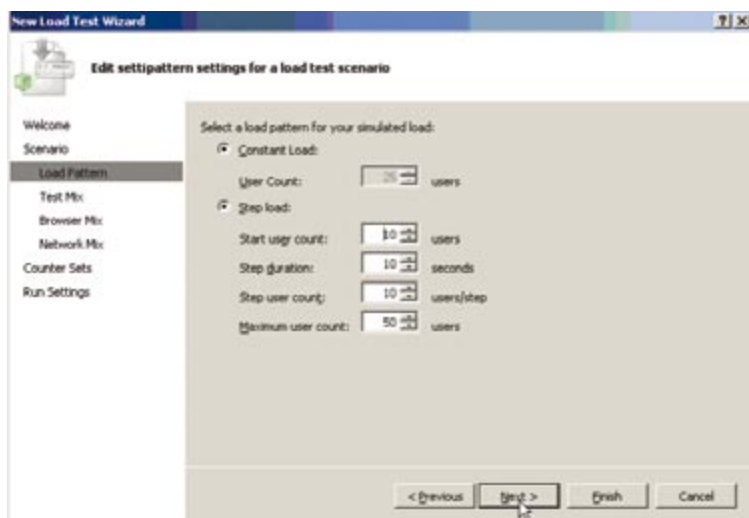 New Load Test Wizard
Edit settipattern settings for a load test scenario
Welcome
Scenario
Load Pattern
Test Mix
Browser Mix
Network Mix
Counter Sets
Run Settings
Select a load pattern for your simulated load:
Constant Load:
User Count: 25 users
Step load:
Start user count: 10 users
Step duration: 10 seconds
Step user count: 10 users/step
Maximum user count: 50 users
< Previous Next > Finish Cancel